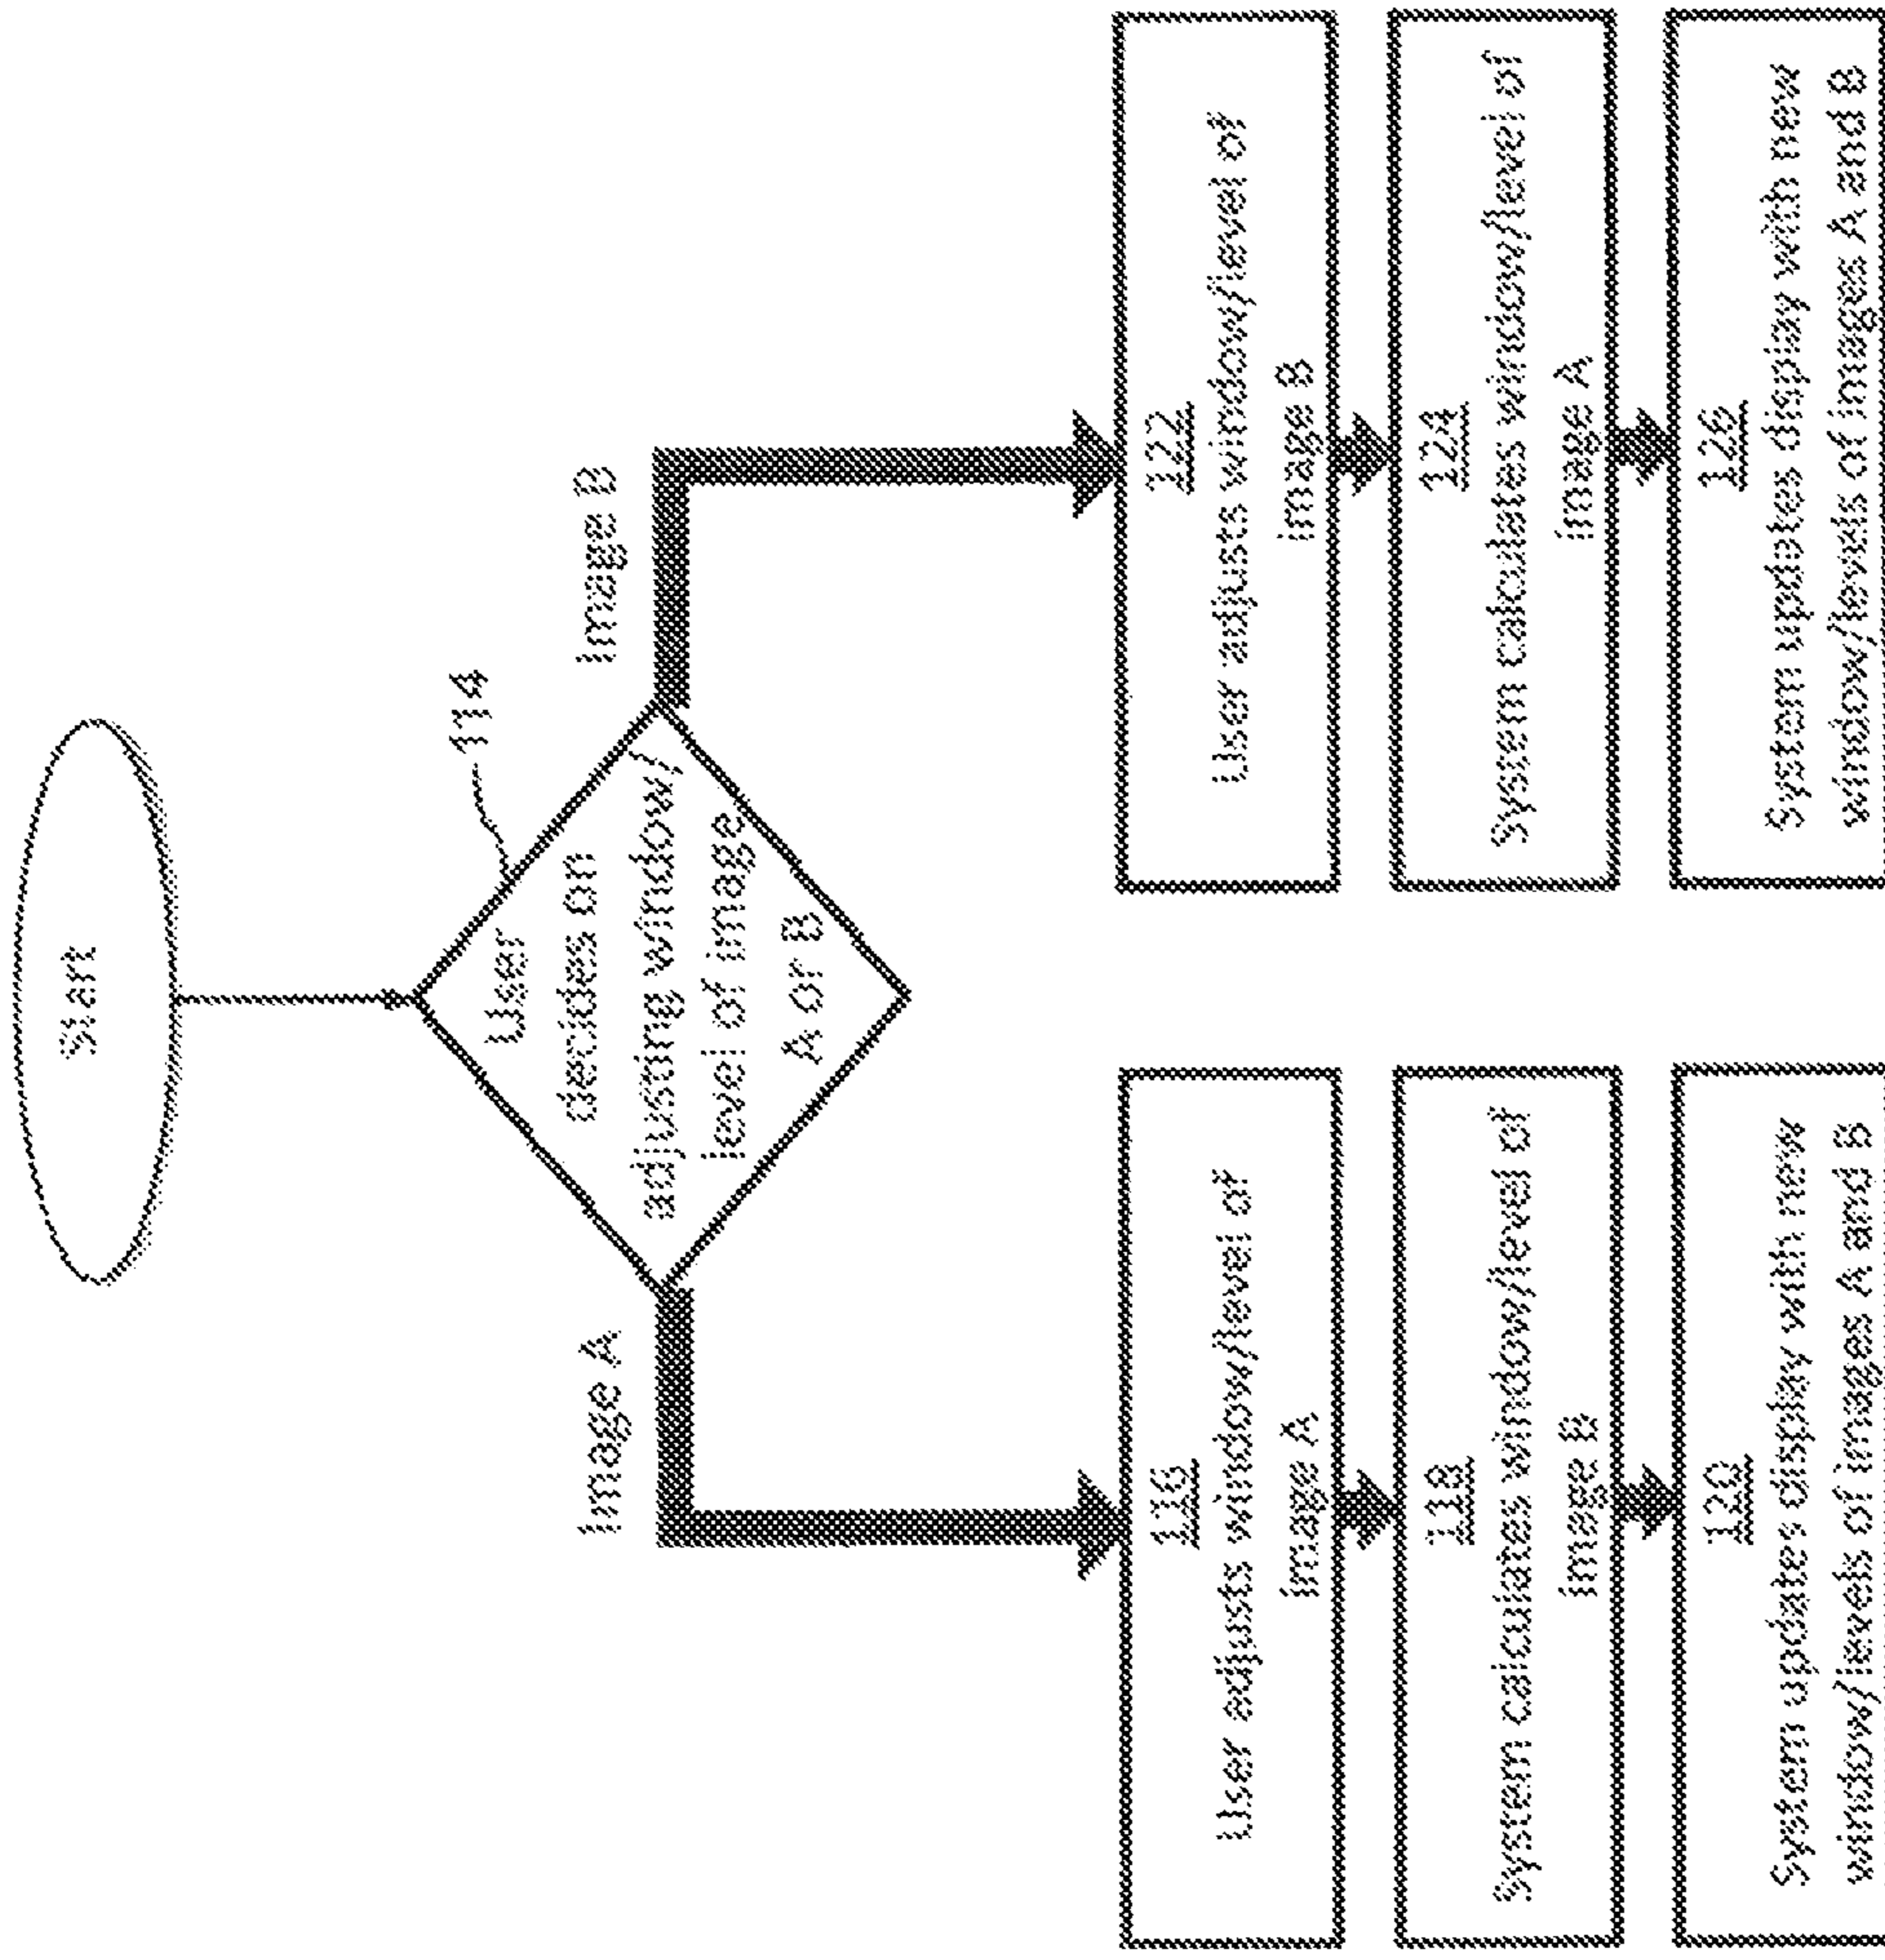 Start
114
User
decides on
adjusting window/
level of image
A or B
Image A
Image B
116
User adjusts window/level of
image A
118
System calculates window/level of
image B
120
System updates display with new
window/levels of images A and B
122
User adjusts window/level of
image B
124
System calculates window/level of
image A
126
System updates display with new
window/levels of images A and B